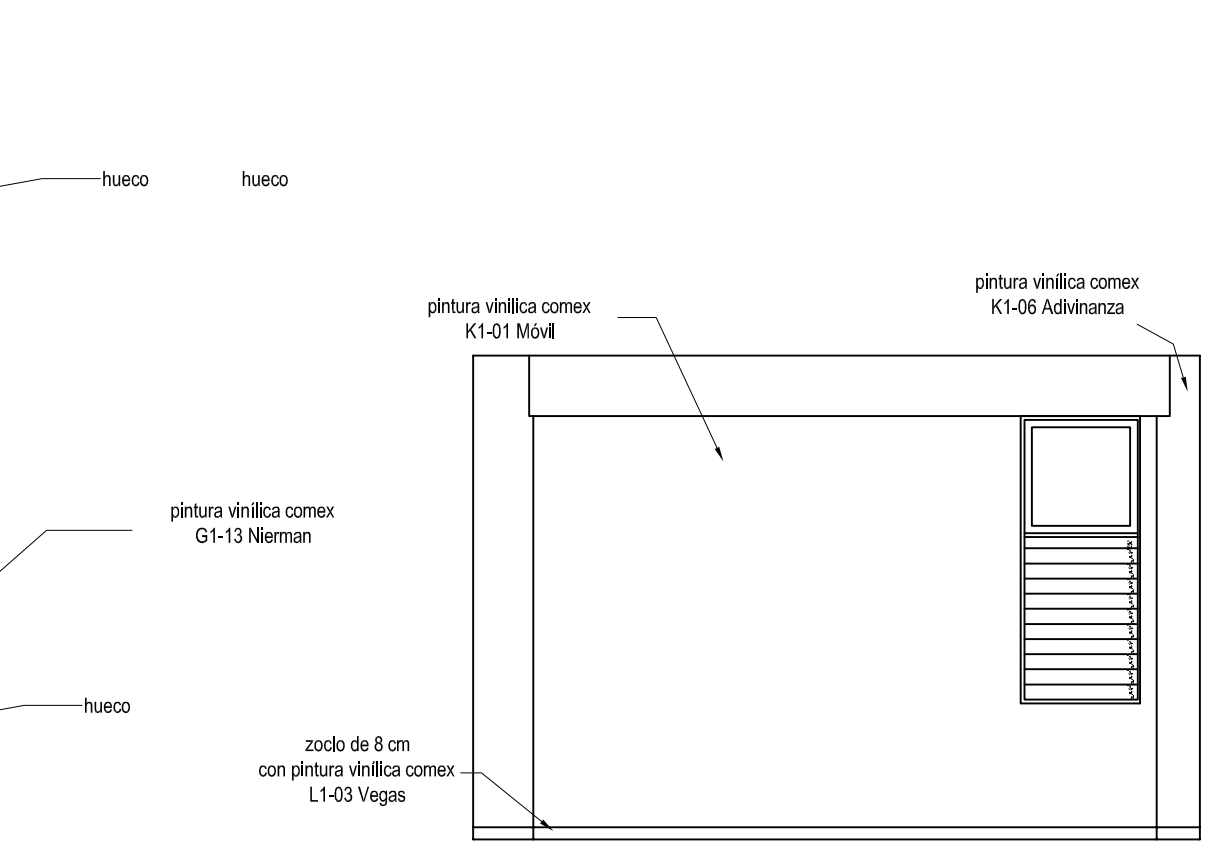 hueco
hueco
pintura vinílica comex
K1-06 Adivinanza
pintura vinilica comex
K1-01 Móvil
pintura vinílica comex
G1-13 Nierman
hueco
zoclo de 8 cm
con pintura vinílica comex
L1-03 Vegas